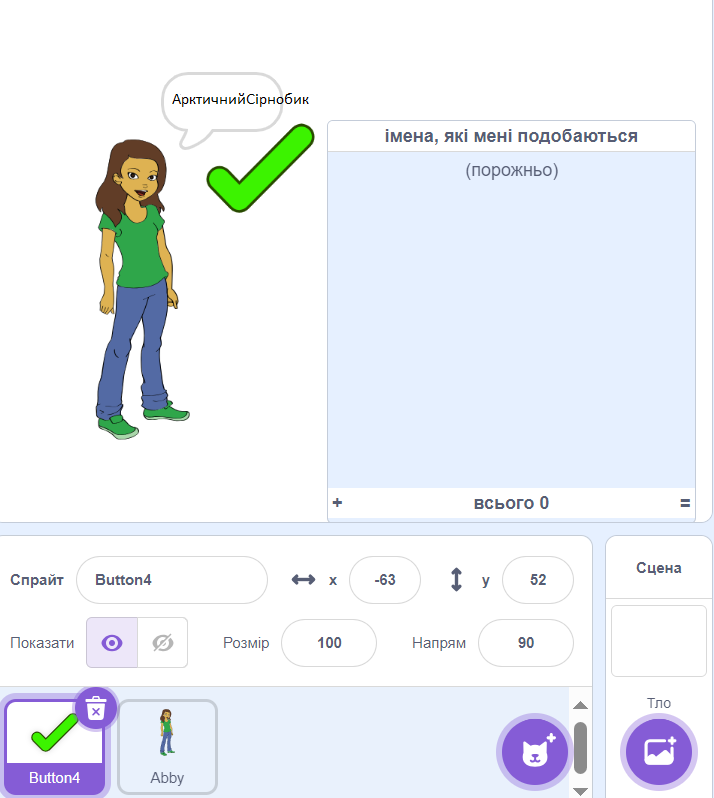 АрктичнийСірнобик
імена, які мені подобаються
(порожньо)
+ всього 0 =
Спрайт Button4 x -63 y 52
Сцена
Показати Розмір 100 Напрям 90
Тло
Button4
Abby